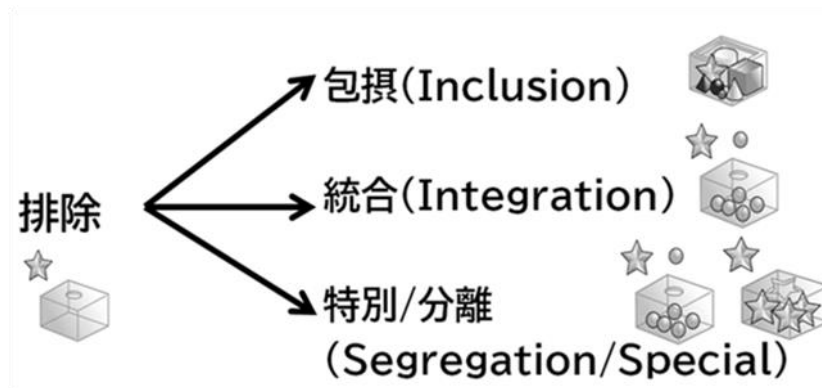 包摂(Inclusion)
統合(Integration)
排除
特別/分離
(Segregation/Special)